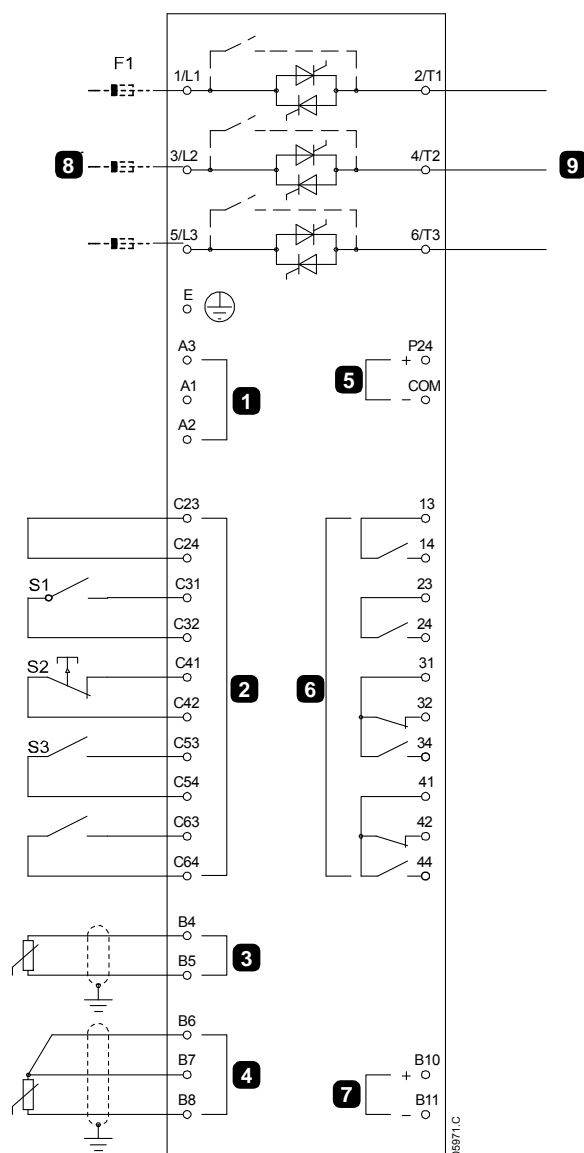 F1
1/L1 2/T1
8 3/L2 4/T2 9
5/L3 6/T3
E
A3 P24
+
1 5
A1 COM
−
A2
C23 13
C24 14
S1 C31 23
C32 24
S2 C41 31
2 6
C42 32
S3 C53 34
C54 41
C63 42
C64 44
B4
3
B5
B6
B7 + B10
4 7
B8 − B11